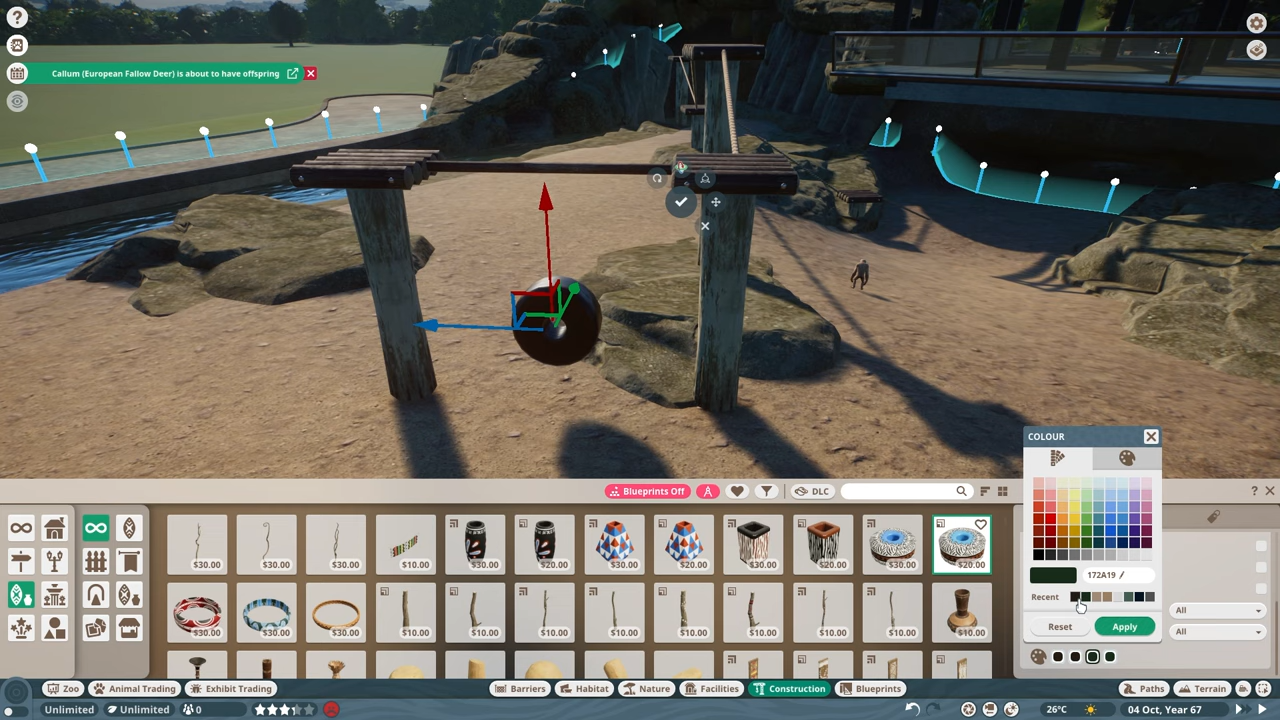 ?
Callum (European Fallow Deer) is about to have offspring
COLOUR
172A19
Recent
Reset
Apply
Blueprints Off
DLC
?
$30.00
$30.00
$30.00
$10.00
$30.00
$20.00
$30.00
$20.00
$30.00
$20.00
$30.00
$20.00
$30.00
$30.00
$30.00
$10.00
$10.00
$10.00
$10.00
$10.00
$10.00
$10.00
$10.00
$10.00
All
All
Zoo
Animal Trading
Exhibit Trading
Barriers
Habitat
Nature
Facilities
Construction
Blueprints
Paths
Terrain
Unlimited
Unlimited
0
26°C
04 Oct, Year 67